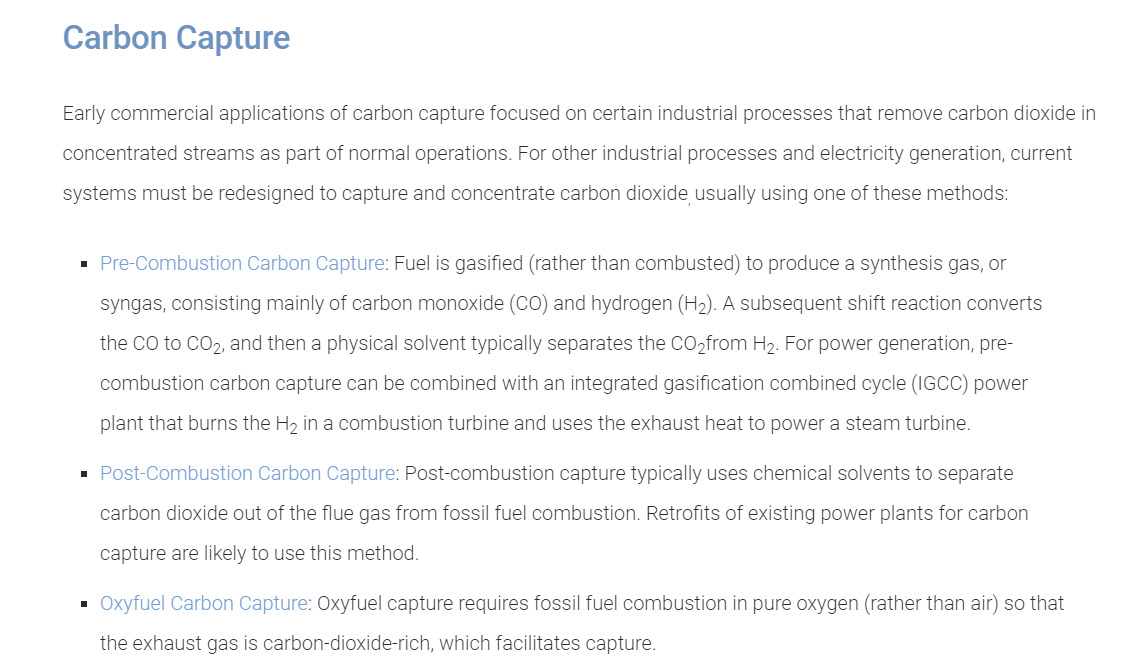 Carbon Capture
Early commercial applications of carbon capture focused on certain industrial processes that remove carbon dioxide in
concentrated streams as part of normal operations. For other industrial processes and electricity generation, current
systems must be redesigned to capture and concentrate carbon dioxide, usually using one of these methods:
▪ Pre-Combustion Carbon Capture: Fuel is gasified (rather than combusted) to produce a synthesis gas, or
syngas, consisting mainly of carbon monoxide (CO) and hydrogen (H₂). A subsequent shift reaction converts
the CO to CO₂, and then a physical solvent typically separates the CO₂from H₂. For power generation, pre-
combustion carbon capture can be combined with an integrated gasification combined cycle (IGCC) power
plant that burns the H₂ in a combustion turbine and uses the exhaust heat to power a steam turbine.
▪ Post-Combustion Carbon Capture: Post-combustion capture typically uses chemical solvents to separate
carbon dioxide out of the flue gas from fossil fuel combustion. Retrofits of existing power plants for carbon
capture are likely to use this method.
▪ Oxyfuel Carbon Capture: Oxyfuel capture requires fossil fuel combustion in pure oxygen (rather than air) so that
the exhaust gas is carbon-dioxide-rich, which facilitates capture.